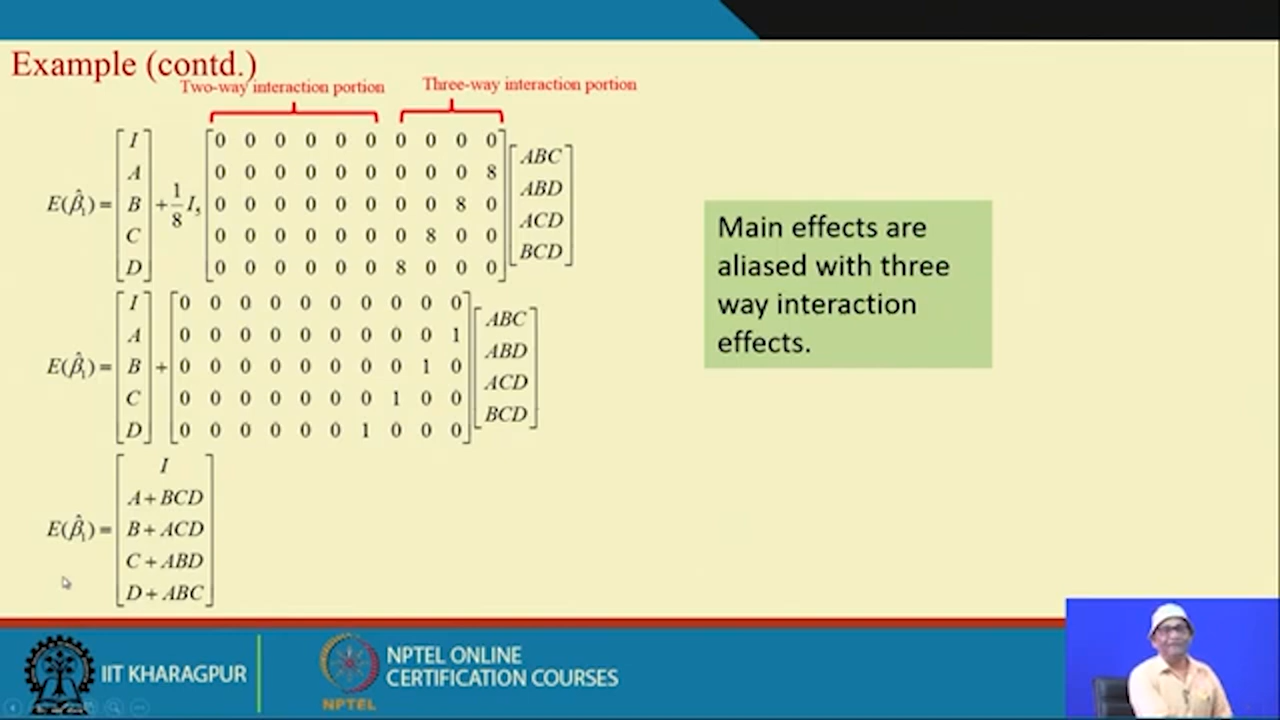 Example (contd.)
Two-way interaction portion Three-way interaction portion
E(β̂₁) = [I A B C D] + 1/8 I₅ [0 0 0 0 0 0 0 0 0 0
0 0 0 0 0 0 0 0 0 8
0 0 0 0 0 0 0 0 8 0
0 0 0 0 0 0 0 8 0 0
0 0 0 0 0 0 8 0 0 0] [ABC ABD ACD BCD]
E(β̂₁) = [I A B C D] + [0 0 0 0 0 0 0 0 0 0
0 0 0 0 0 0 0 0 0 1
0 0 0 0 0 0 0 0 1 0
0 0 0 0 0 0 0 1 0 0
0 0 0 0 0 0 1 0 0 0] [ABC ABD ACD BCD]
E(β̂₁) = [I
A + BCD
B + ACD
C + ABD
D + ABC]
Main effects are
aliased with three
way interaction
effects.
IIT KHARAGPUR
NPTEL
NPTEL ONLINE
CERTIFICATION COURSES